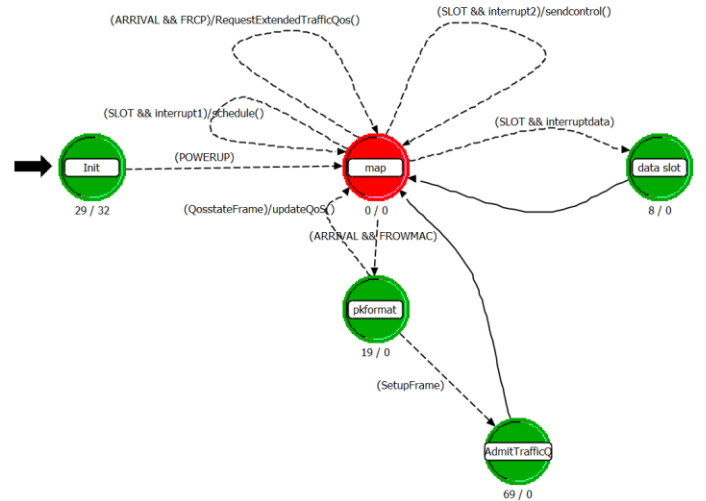 (ARRIVAL && FRCP)/RequestExtendedTrafficQos()
(SLOT && interrupt2)/sendcontrol()
(SLOT && interrupt1)/schedule()
(SLOT && interruptdata)
Init
(POWERUP)
map
data slot
29 / 32
0 / 0
8 / 0
(QosstateFrame)/updateQoS()
(ARRIVAL && FROWMAC)
pkformat
19 / 0
(SetupFrame)
AdmitTrafficQ
69 / 0